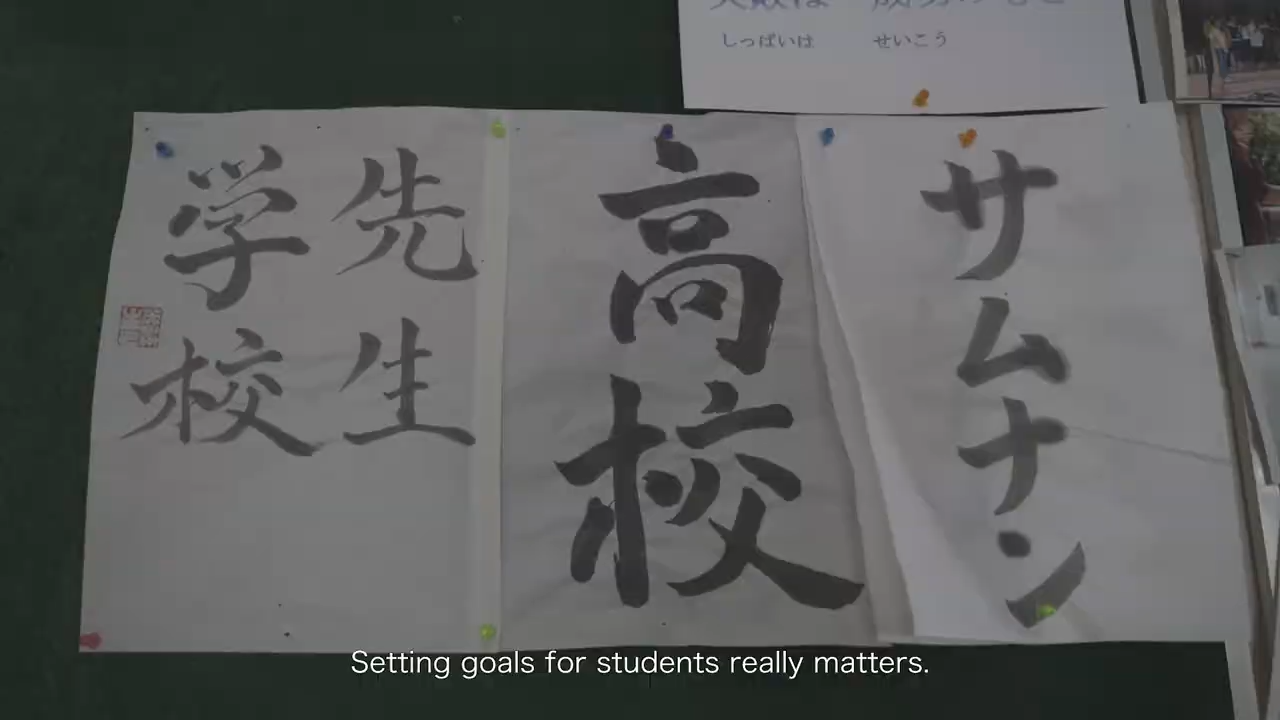 しっぱいは せいこう
サムナン
高校
先生
学校
Setting goals for students really matters.